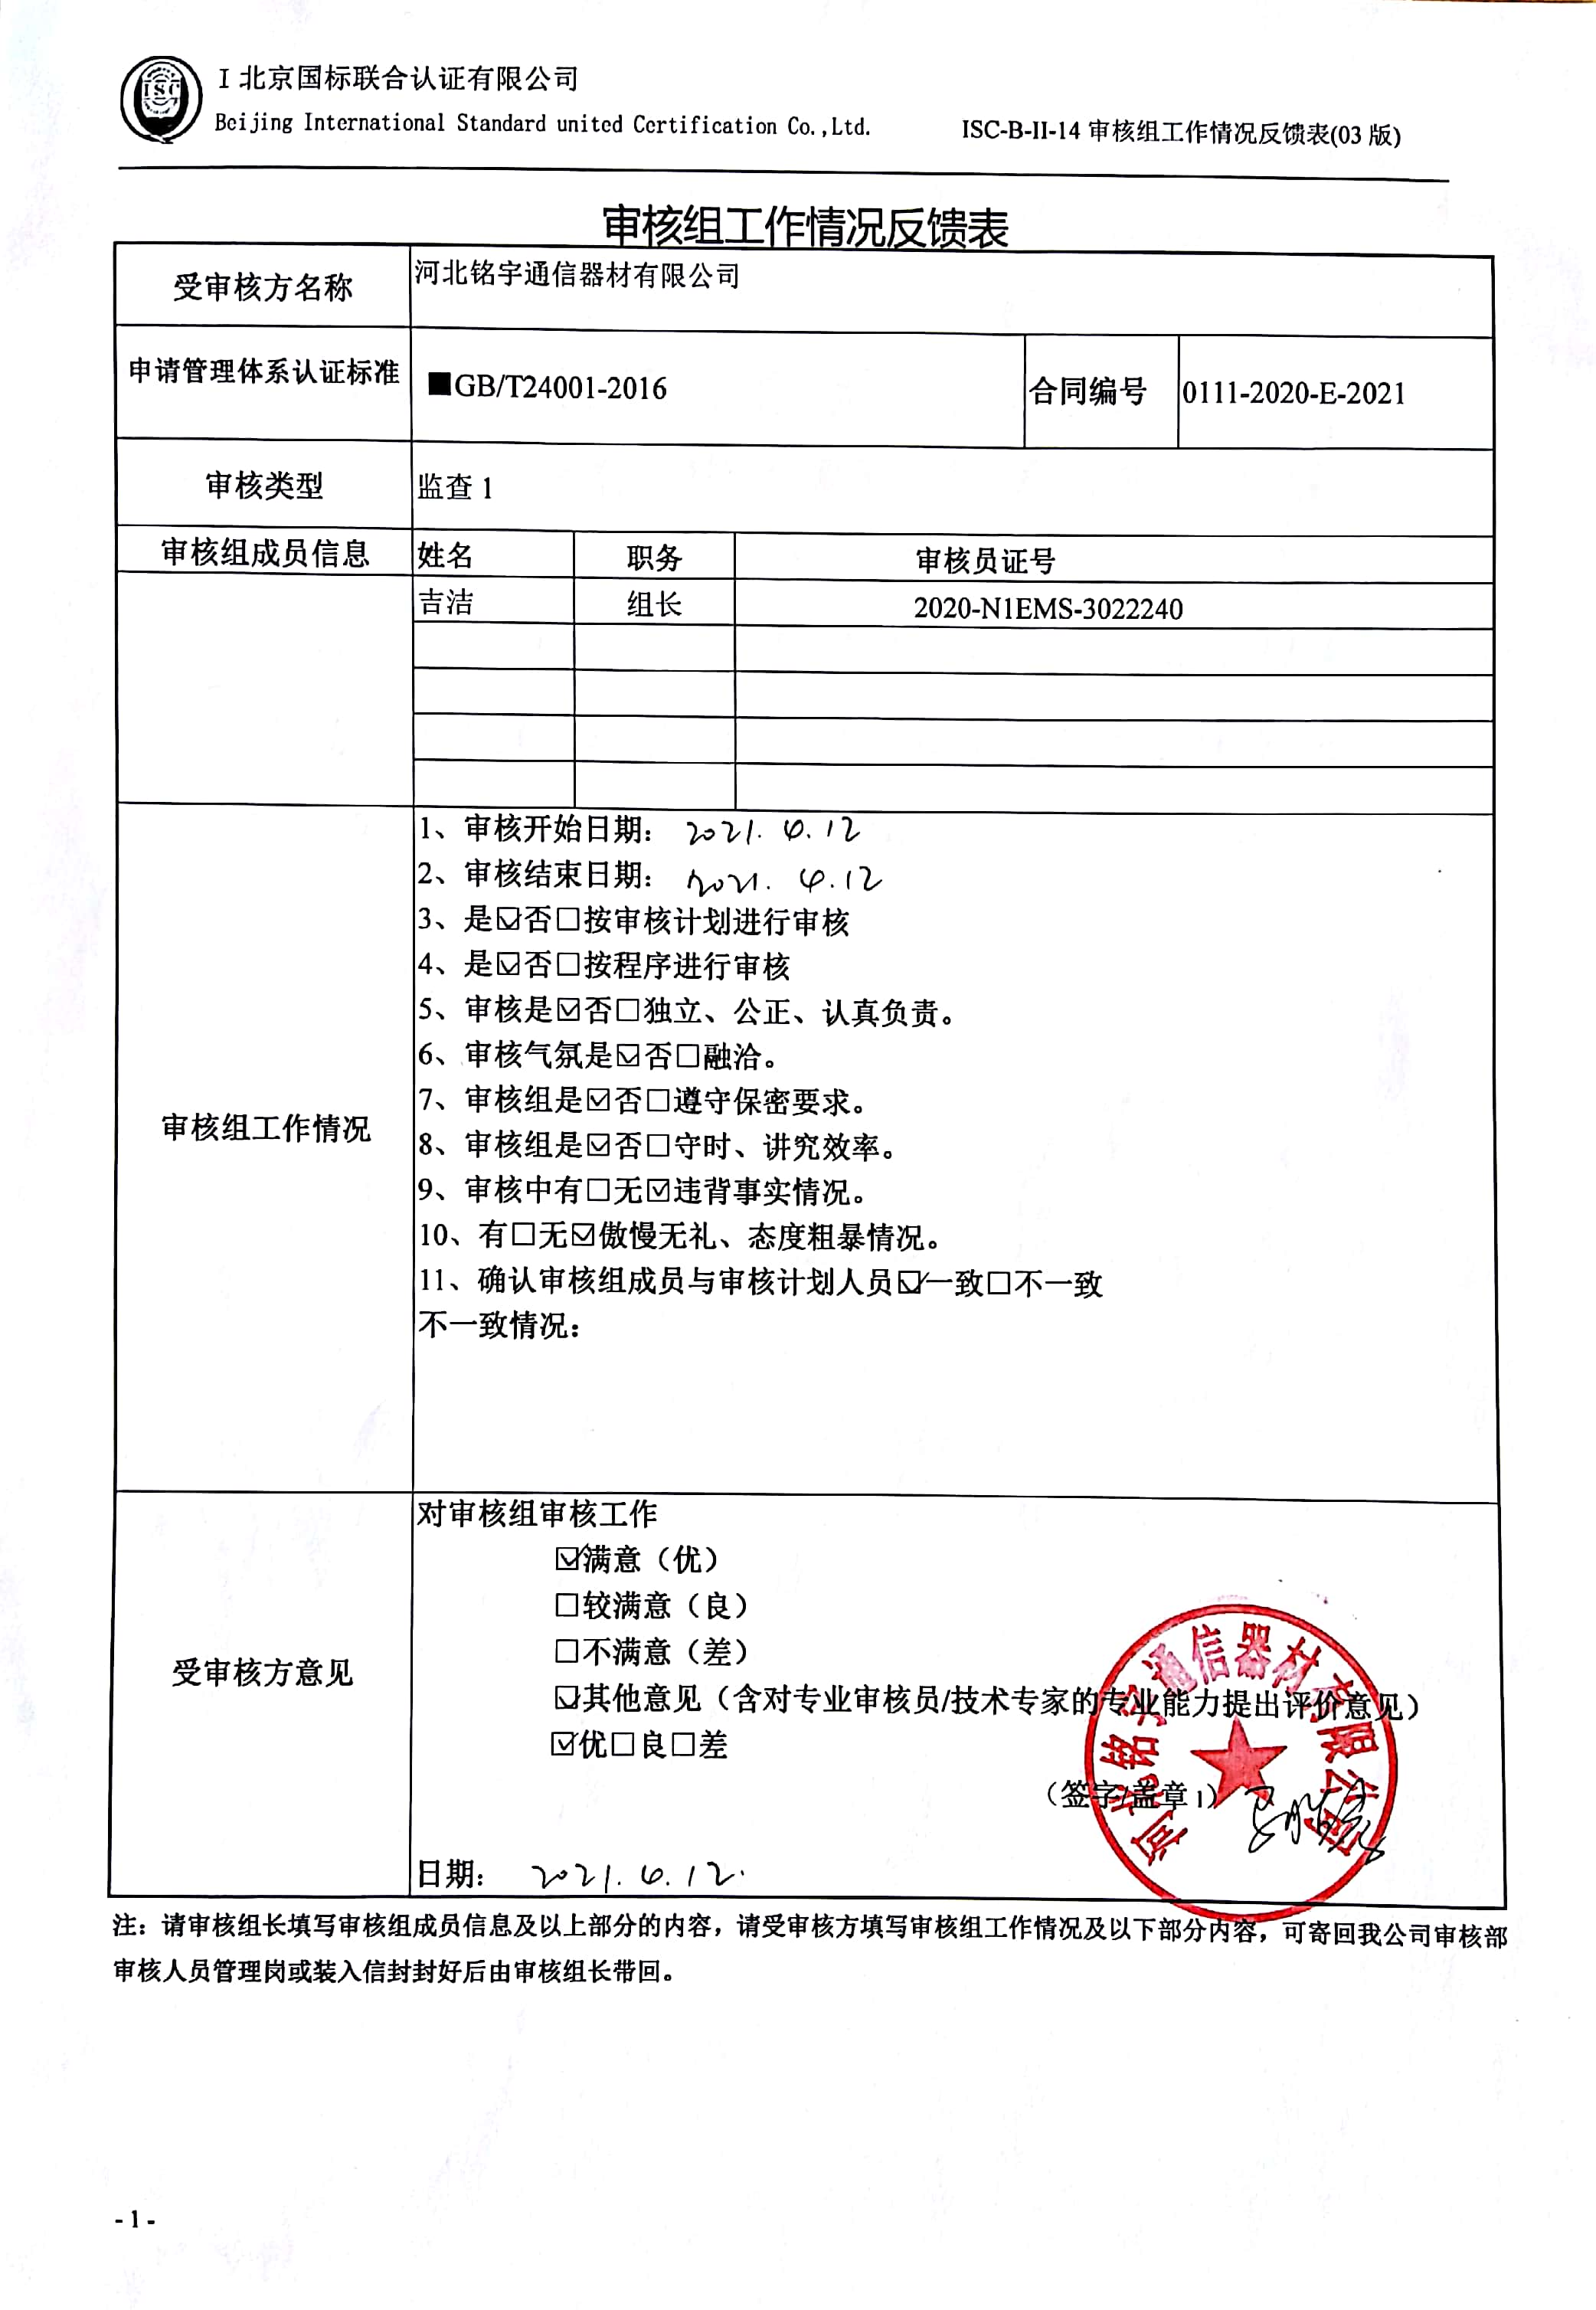 ISC
I 北京国标联合认证有限公司
Beijing International Standard united Certification Co.,Ltd.
ISC-B-II-14 审核组工作情况反馈表(03 版)
审核组工作情况反馈表
受审核方名称 河北铭宇通信器材有限公司
申请管理体系认证标准 ■GB/T24001-2016 合同编号 0111-2020-E-2021
审核类型 监查 1
审核组成员信息 姓名 职务 审核员证号
吉洁 组长 2020-N1EMS-3022240
审核组工作情况
1、审核开始日期： 2021. 4. 12
2、审核结束日期： 2021. 4. 12
3、是☑否□按审核计划进行审核
4、是☑否□按程序进行审核
5、审核是☑否□独立、公正、认真负责。
6、审核气氛是☑否□融洽。
7、审核组是☑否□遵守保密要求。
8、审核组是☑否□守时、讲究效率。
9、审核中有□无☑违背事实情况。
10、有□无☑傲慢无礼、态度粗暴情况。
11、确认审核组成员与审核计划人员☑一致□不一致
不一致情况：
受审核方意见
对审核组审核工作
☑满意（优）
□较满意（良）
□不满意（差）
☑其他意见（含对专业审核员/技术专家的专业能力提出评价意见）
☑优□良□差
（签字/盖章1）
河北铭宇通信器材有限公司
日期： 2021. 4. 12.
注：请审核组长填写审核组成员信息及以上部分的内容，请受审核方填写审核组工作情况及以下部分内容，可寄回我公司审核部
审核人员管理岗或装入信封封好后由审核组长带回。
- 1 -